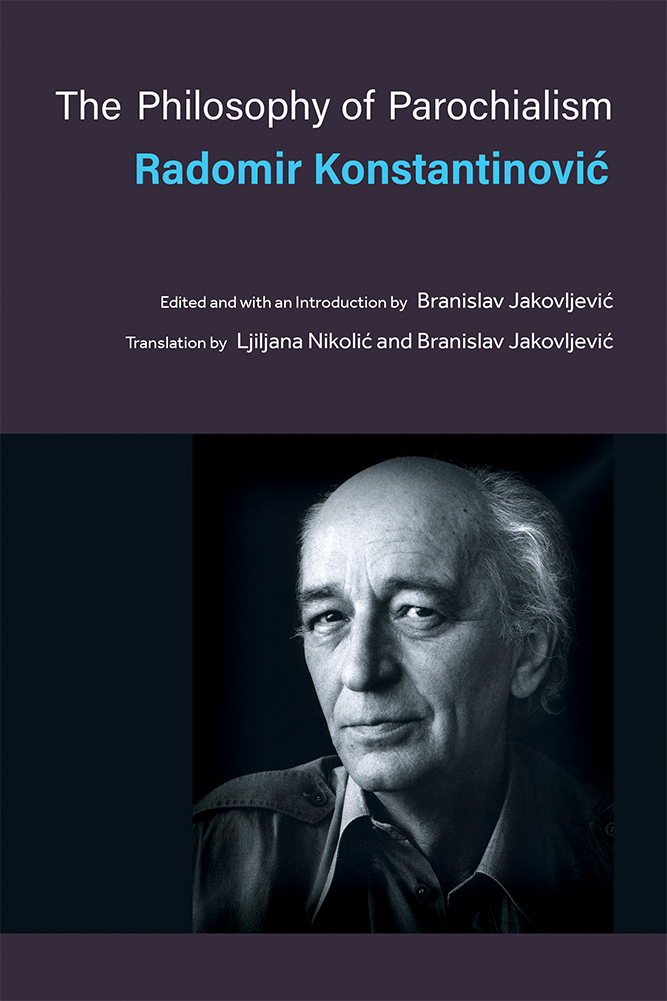 The Philosophy of Parochialism
Radomir Konstantinović
Edited and with an Introduction by Branislav Jakovljević
Translation by Ljiljana Nikolić and Branislav Jakovljević